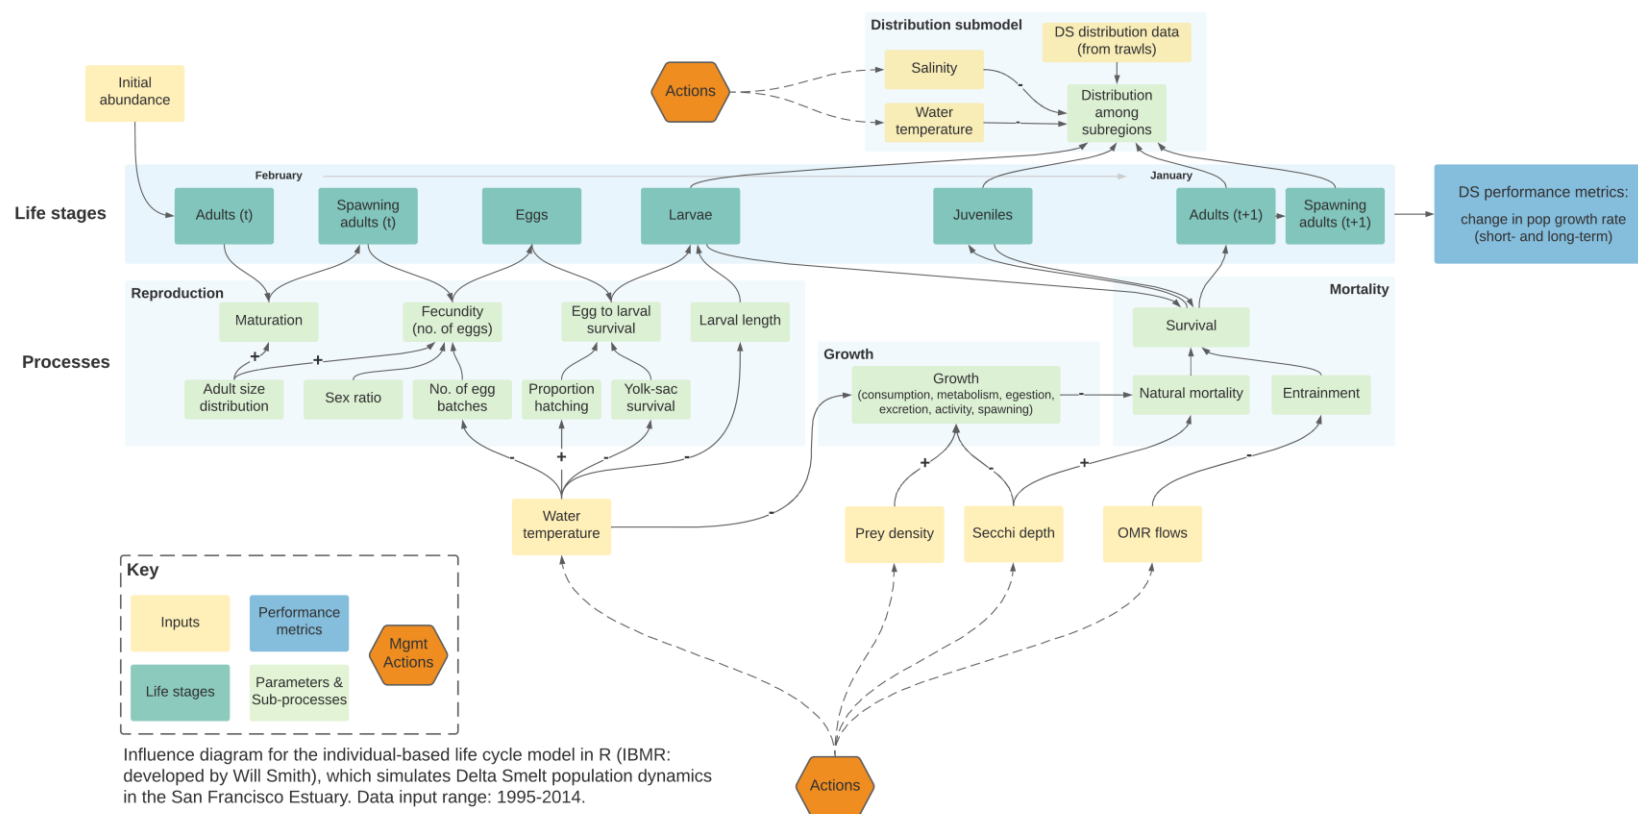 Distribution submodel
DS distribution data
(from trawls)
Initial
abundance
Actions
Salinity
-
Water
temperature
-
Distribution
among
subregions
February
January
Life stages
Adults (t)
Spawning
adults (t)
Eggs
Larvae
Juveniles
Adults (t+1)
Spawning
adults (t+1)
DS performance metrics:
change in pop growth rate
(short- and long-term)
Reproduction
Mortality
Maturation
Fecundity
(no. of eggs)
Egg to larval
survival
Larval length
Survival
Processes
+
+
Growth
Adult size
distribution
Sex ratio
No. of egg
batches
Proportion
hatching
Yolk-sac
survival
Growth
(consumption, metabolism, egestion,
excretion, activity, spawning)
-
Natural mortality
Entrainment
-
+
-
-
+
-
+
-
-
Water
temperature
Prey density
Secchi depth
OMR flows
Key
Inputs
Performance
metrics
Mgmt
Actions
Life stages
Parameters &
Sub-processes
Influence diagram for the individual-based life cycle model in R (IBMR:
developed by Will Smith), which simulates Delta Smelt population dynamics
in the San Francisco Estuary. Data input range: 1995-2014.
Actions